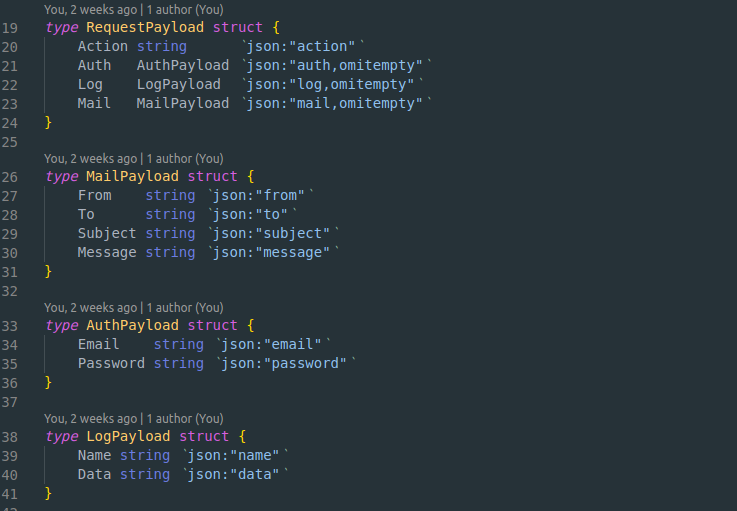 You, 2 weeks ago | 1 author (You)
19 type RequestPayload struct {
20 Action string `json:"action"`
21 Auth AuthPayload `json:"auth,omitempty"`
22 Log LogPayload `json:"log,omitempty"`
23 Mail MailPayload `json:"mail,omitempty"`
24 }
25
You, 2 weeks ago | 1 author (You)
26 type MailPayload struct {
27 From string `json:"from"`
28 To string `json:"to"`
29 Subject string `json:"subject"`
30 Message string `json:"message"`
31 }
32
You, 2 weeks ago | 1 author (You)
33 type AuthPayload struct {
34 Email string `json:"email"`
35 Password string `json:"password"`
36 }
37
You, 2 weeks ago | 1 author (You)
38 type LogPayload struct {
39 Name string `json:"name"`
40 Data string `json:"data"`
41 }